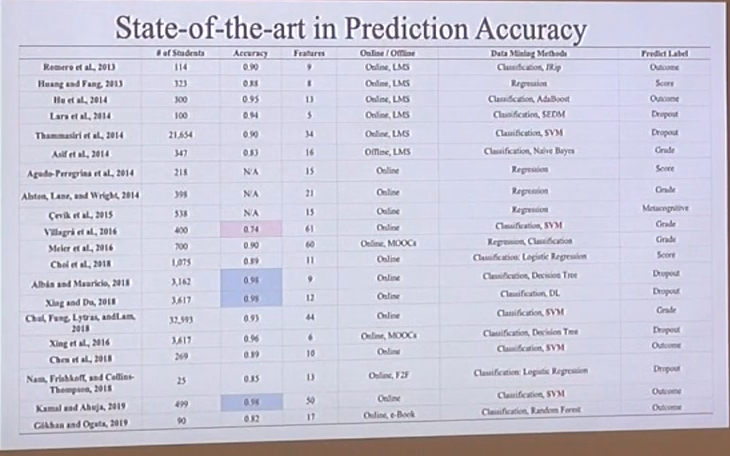 State-of-the-art in Prediction Accuracy
# of Students Accuracy Features Online / Offline Data Mining Methods Predict Label
Romero et al., 2013 114 0.90 9 Online, LMS Classification, JRip Outcome
Huang and Fang, 2013 323 0.88 8 Online, LMS Regression Score
Hu et al., 2014 300 0.95 13 Online, LMS Classification, AdaBoost Outcome
Lara et al., 2014 100 0.94 5 Online, LMS Classification, SEDM Dropout
Thammasiri et al., 2014 21,654 0.90 34 Online, LMS Classification, SVM Dropout
Asif et al., 2014 347 0.83 16 Offline, LMS Classification, Naive Bayes Grade
Agudo-Peregrina et al., 2014 218 N/A 15 Online Regression Score
Alston, Lane, and Wright, 2014 398 N/A 21 Online Regression Grade
Çevik et al., 2015 538 N/A 15 Online Regression Metacognitive
Villagrá et al., 2016 400 0.74 61 Online Classification, SVM Grade
Meier et al., 2016 700 0.90 60 Online, MOOCs Regression, Classification Grade
Choi et al., 2018 1,075 0.89 11 Online Classification: Logistic Regression Score
Albán and Mauricio, 2018 3,162 0.98 9 Online Classification, Decision Tree Dropout
Xing and Du, 2018 3,617 0.98 12 Online Classification, DL Dropout
Chui, Fung, Lytras, andLam,
2018 32,593 0.93 44 Online Classification, SVM Grade
Xing et al., 2016 3,617 0.96 6 Online, MOOCs Classification, Decision Tree Dropout
Chen et al., 2018 269 0.89 10 Online Classification, SVM Outcome
Nam, Frishkoff, and Collins-
Thompson, 2018 25 0.85 13 Online, F2F Classification: Logistic Regression Dropout
Kamal and Ahuja, 2019 499 0.98 50 Online Classification, SVM Outcome
Gökhan and Ogata, 2019 90 0.82 17 Online, e-Book Classification, Random Forest Outcome